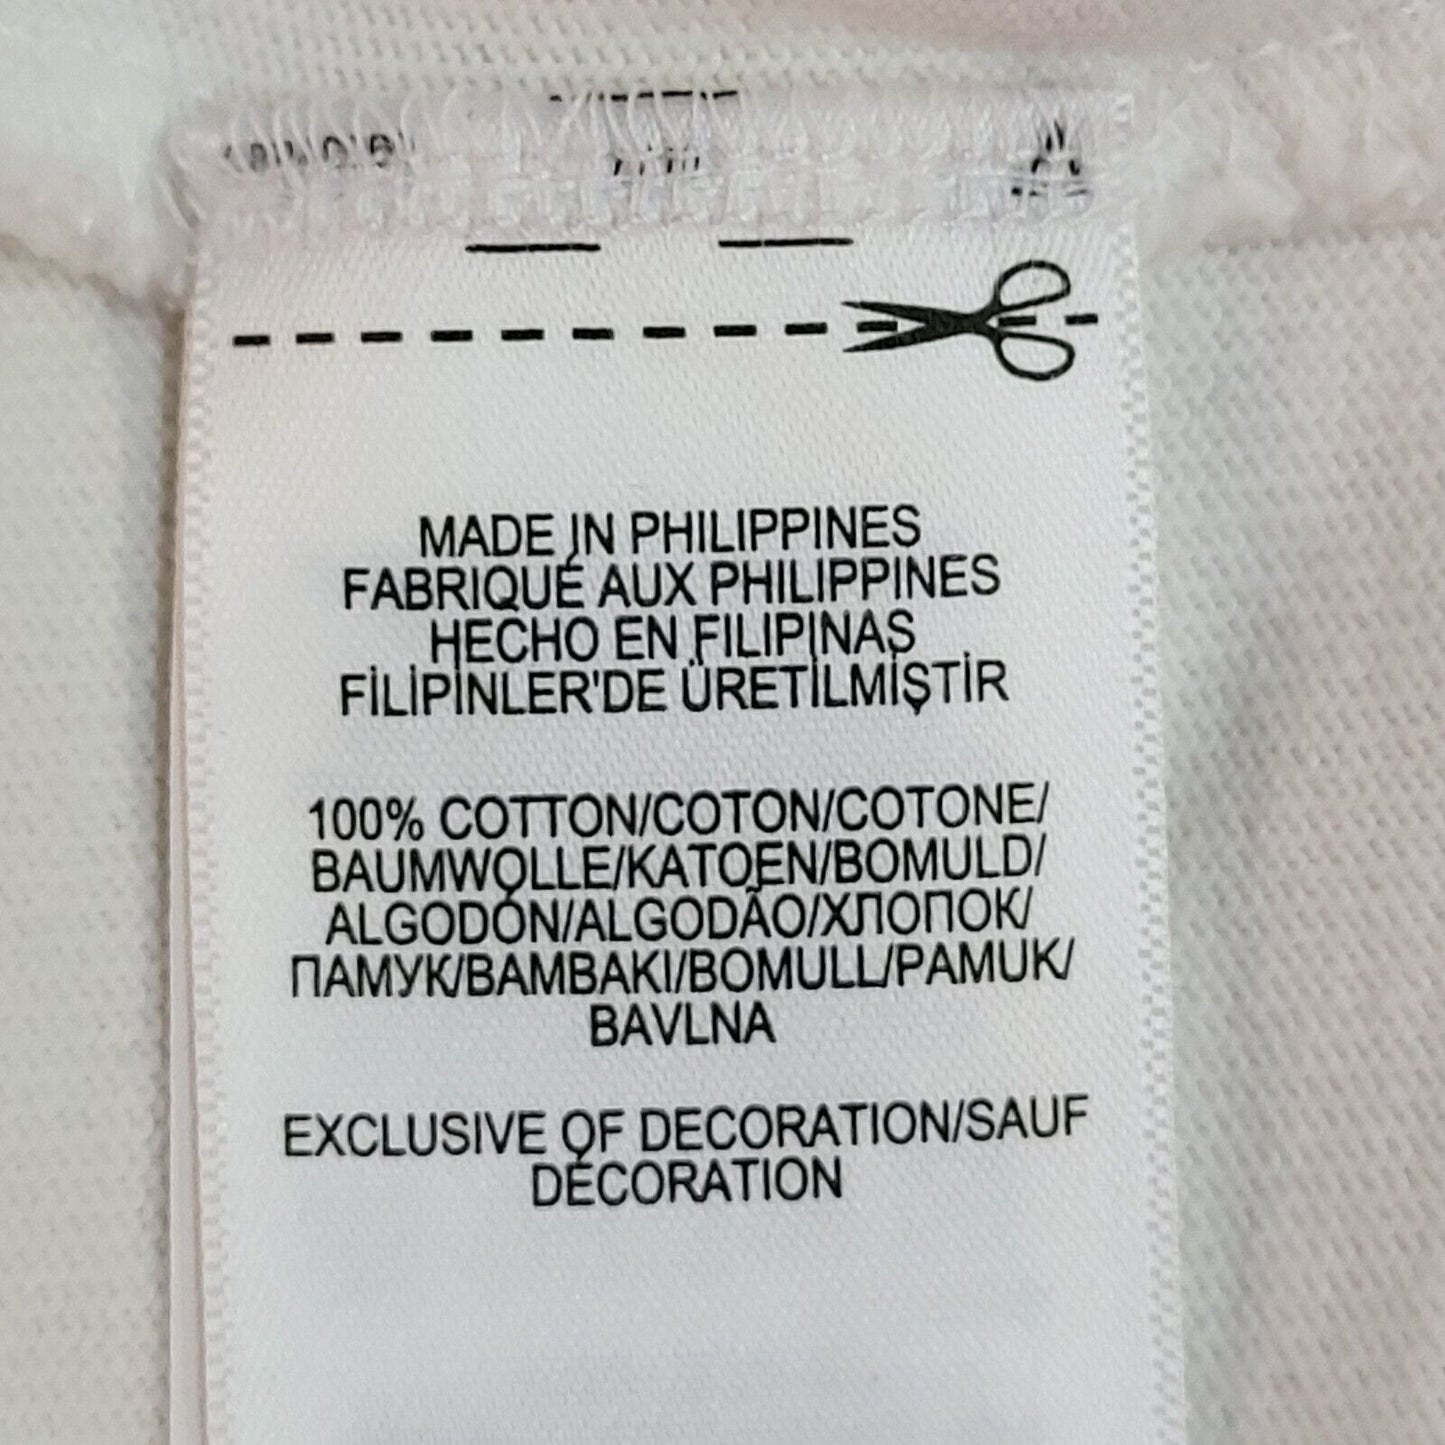 MADE IN PHILIPPINES
FABRIQUÉ AUX PHILIPPINES
HECHO EN FILIPINAS
FİLİPİNLER'DE ÜRETİLMİŞTİR
100% COTTON/COTON/COTONE/
BAUMWOLLE/KATOEN/BOMULD/
ALGODÓN/ALGODÃO/ХЛОПОК/
ПАМУК/BAMBAKI/BOMULL/PAMUK/
BAVLNA
EXCLUSIVE OF DECORATION/SAUF
DÉCORATION